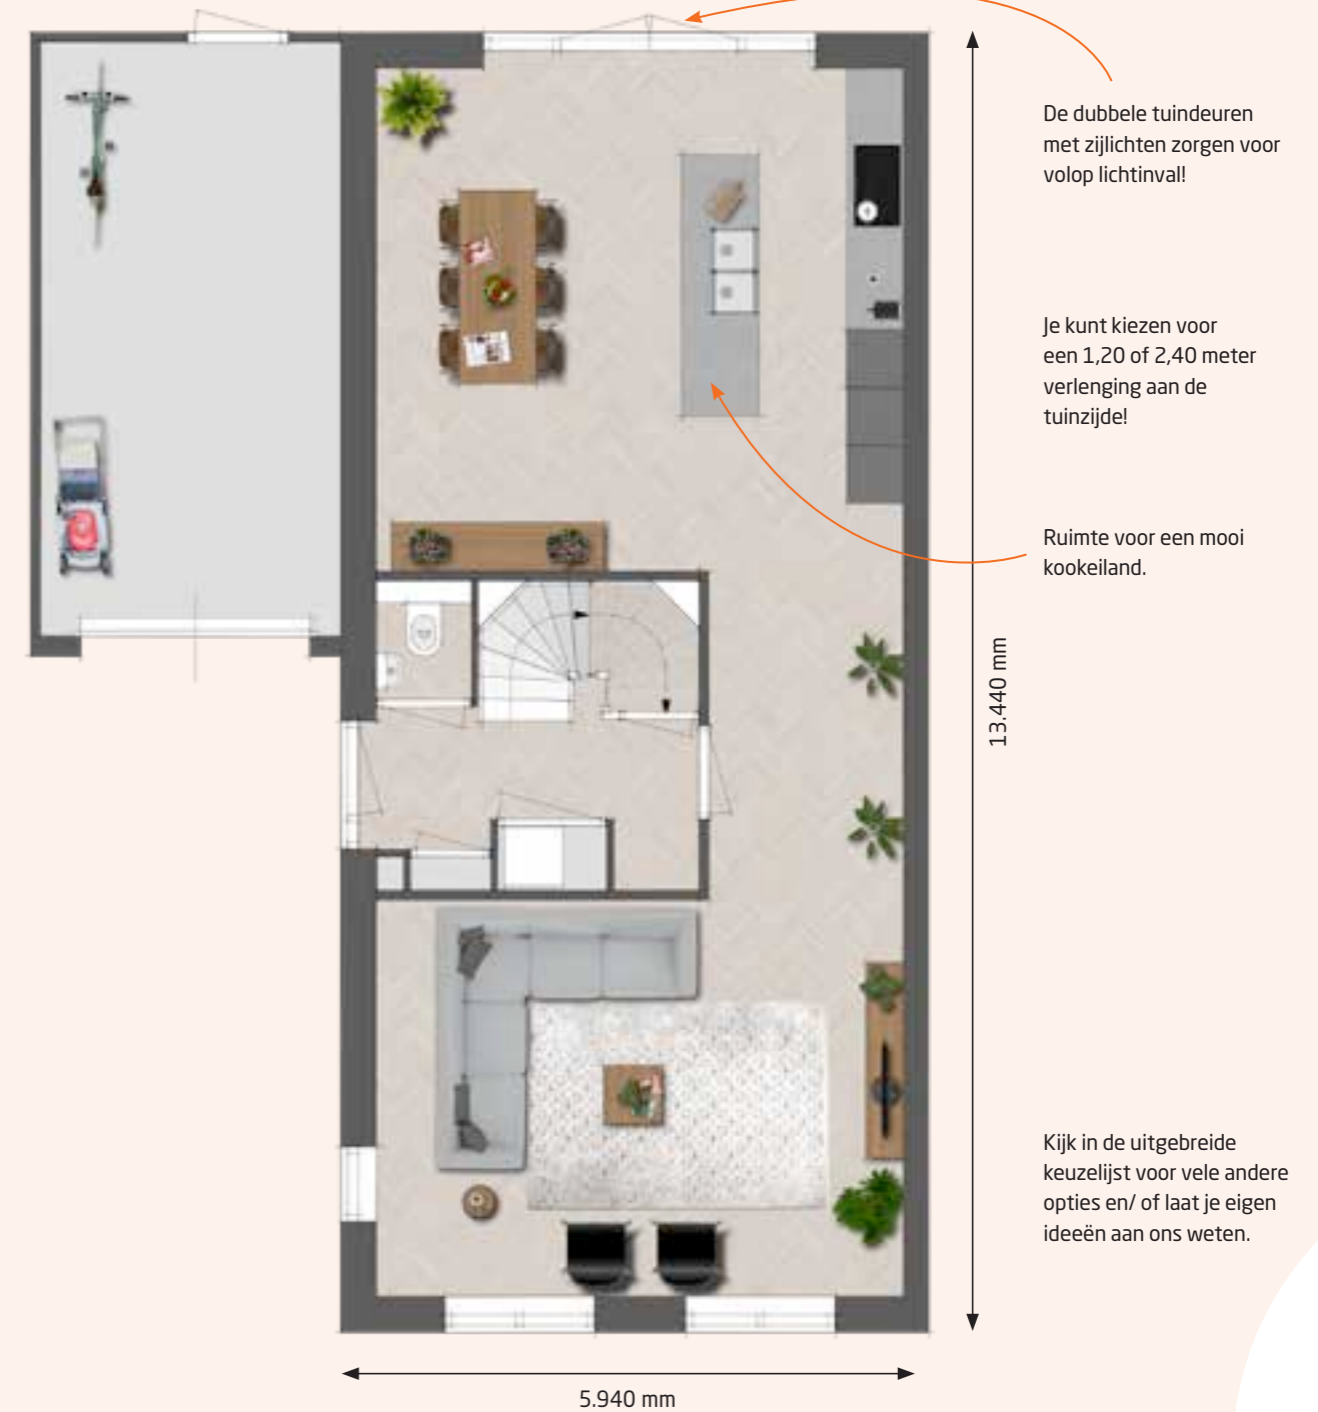 De dubbele tuindeuren
met zijlichten zorgen voor
volop lichtinval!
Je kunt kiezen voor
een 1,20 of 2,40 meter
verlenging aan de
tuinzijde!
Ruimte voor een mooi
kookeiland.
13.440 mm
Kijk in de uitgebreide
keuzelijst voor vele andere
opties en/ of laat je eigen
ideeën aan ons weten.
5.940 mm